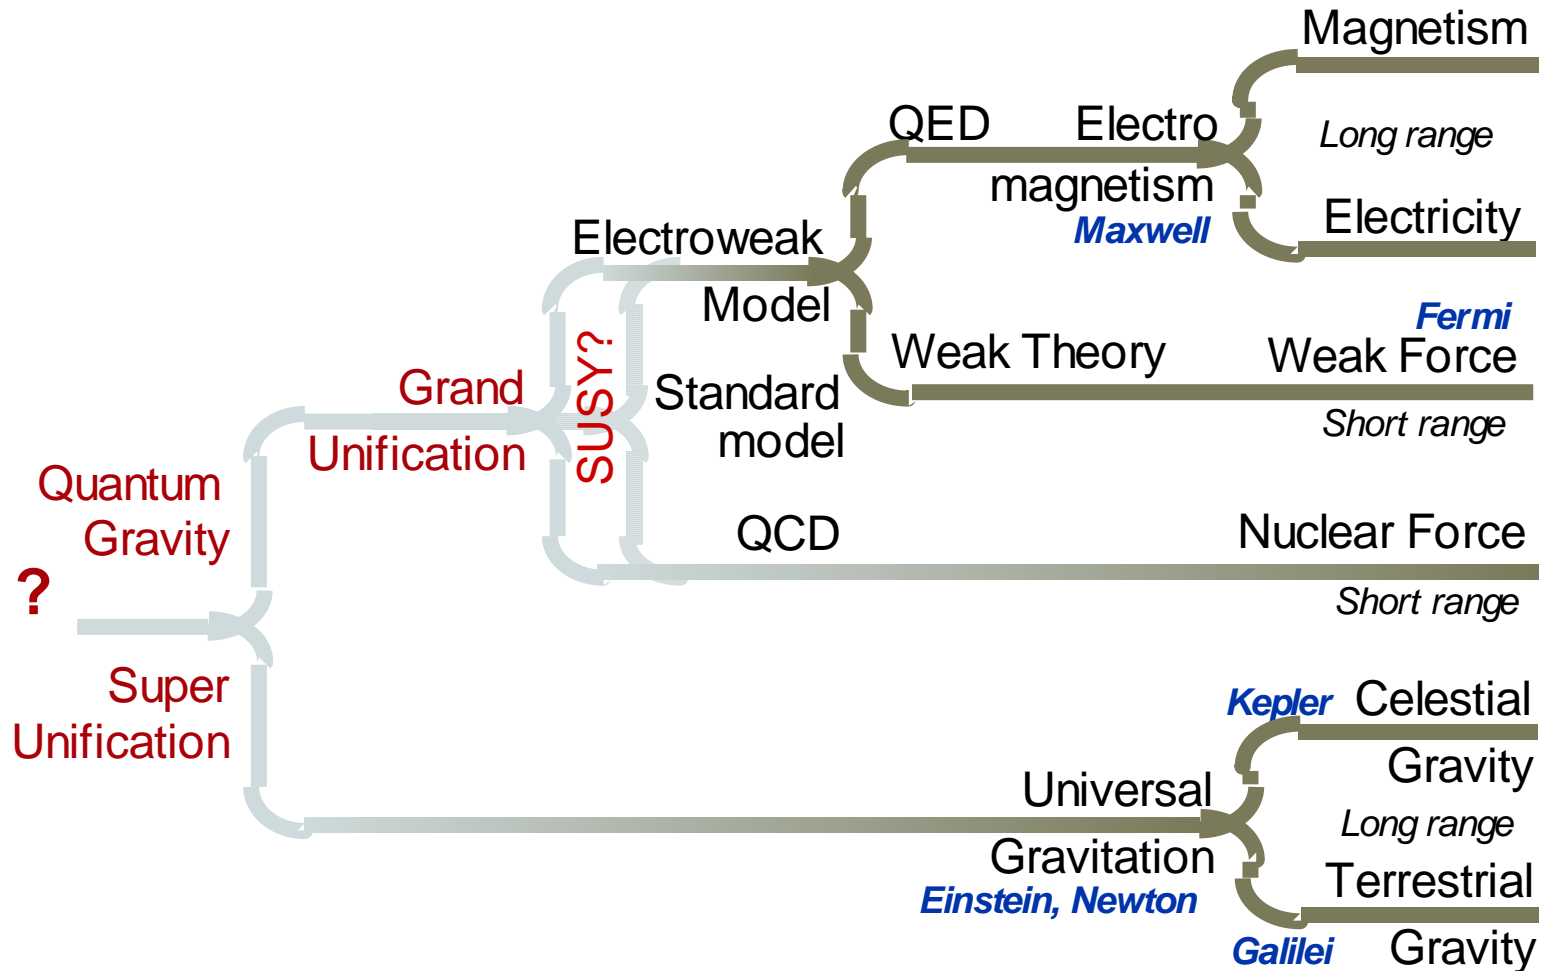 Magnetism
Long range
QED
Electro
magnetism
Maxwell
Electricity
Electroweak
Model
Fermi
Weak Theory
Weak Force
Short range
SUSY?
Standard
model
Grand
Unification
Quantum
Gravity
QCD
Nuclear Force
Short range
?
Super
Unification
Kepler
Celestial
Gravity
Long range
Universal
Gravitation
Einstein, Newton
Terrestrial
Gravity
Galilei